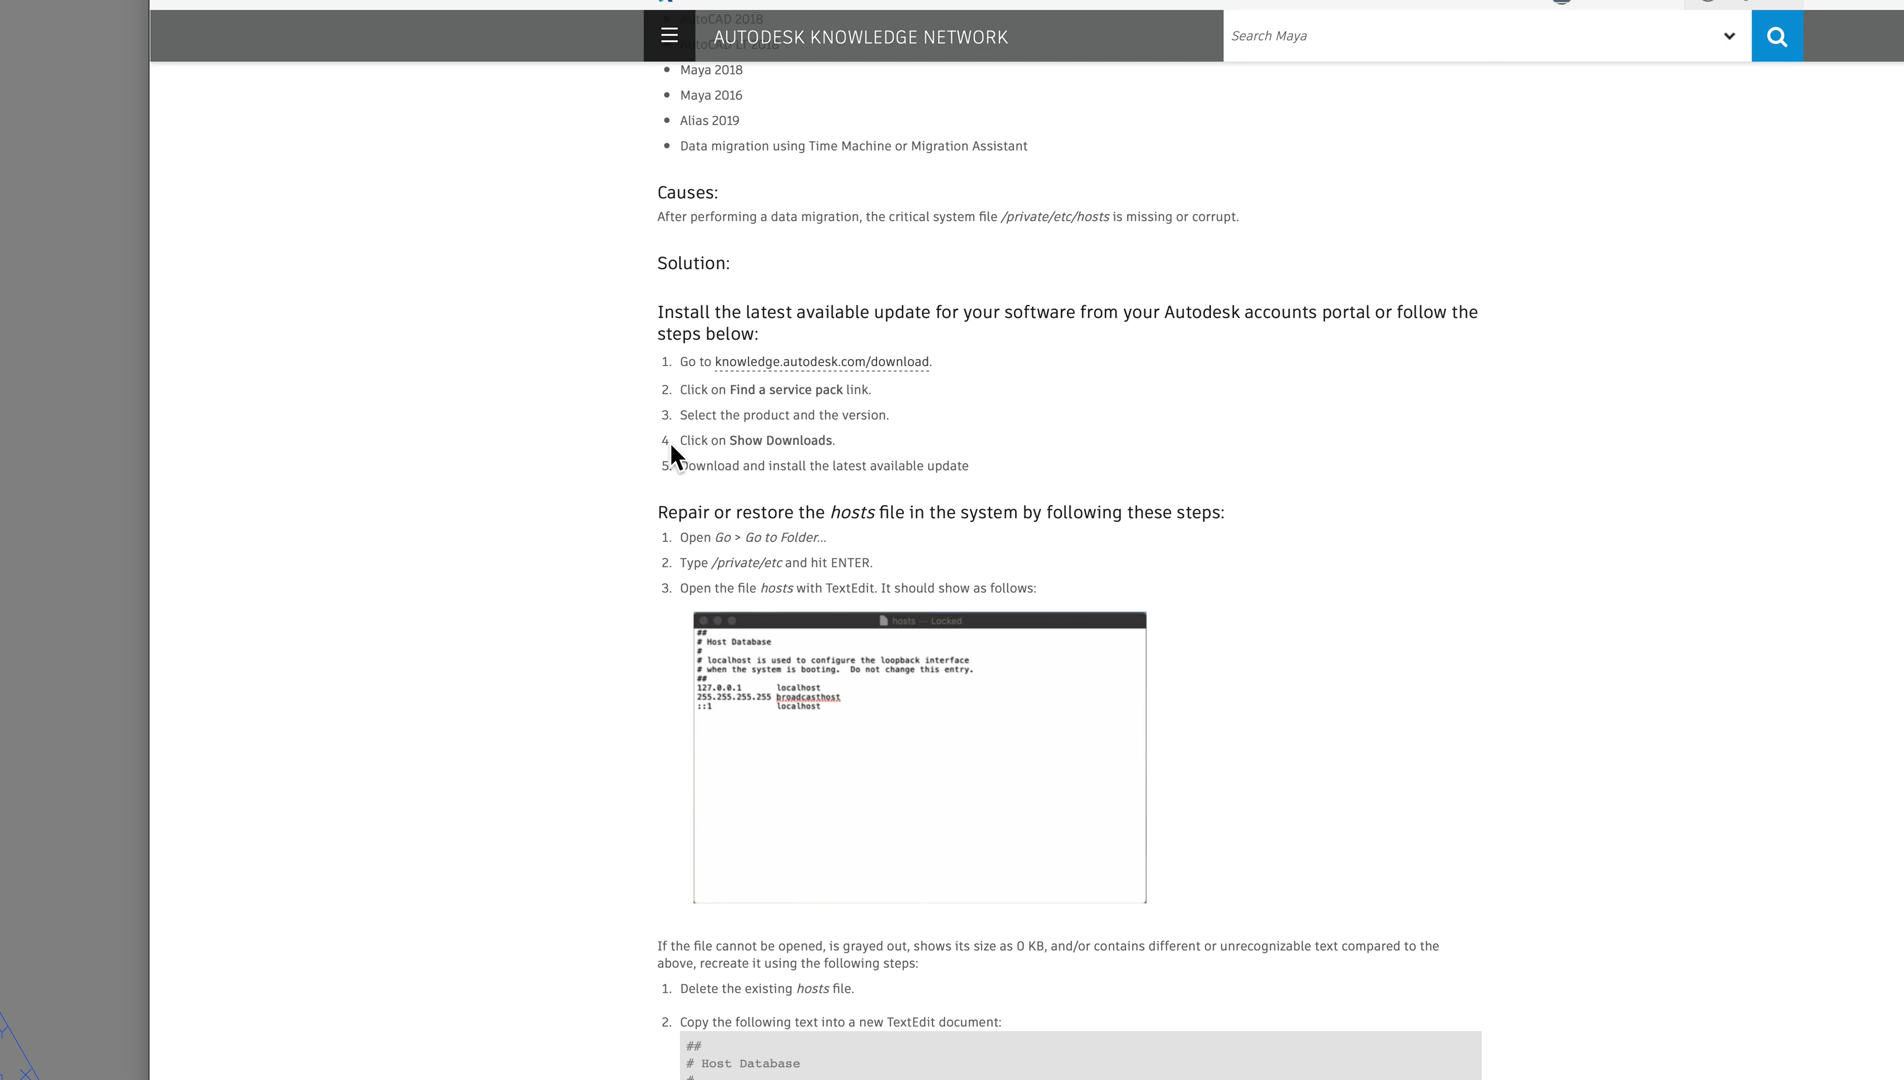 AutoCAD 2018
AutoCAD LT 2018
AUTODESK KNOWLEDGE NETWORK
Search Maya
Maya 2018
Maya 2016
Alias 2019
Data migration using Time Machine or Migration Assistant
Causes:
After performing a data migration, the critical system file /private/etc/hosts is missing or corrupt.
Solution:
Install the latest available update for your software from your Autodesk accounts portal or follow the
steps below:
1. Go to knowledge.autodesk.com/download.
2. Click on Find a service pack link.
3. Select the product and the version.
4. Click on Show Downloads.
5. Download and install the latest available update
Repair or restore the hosts file in the system by following these steps:
1. Open Go > Go to Folder...
2. Type /private/etc and hit ENTER.
3. Open the file hosts with TextEdit. It should show as follows:
hosts — Locked
##
# Host Database
#
# localhost is used to configure the loopback interface
# when the system is booting. Do not change this entry.
##
127.0.0.1 localhost
255.255.255.255 broadcasthost
::1 localhost
If the file cannot be opened, is grayed out, shows its size as 0 KB, and/or contains different or unrecognizable text compared to the
above, recreate it using the following steps:
1. Delete the existing hosts file.
2. Copy the following text into a new TextEdit document:
##
# Host Database
#